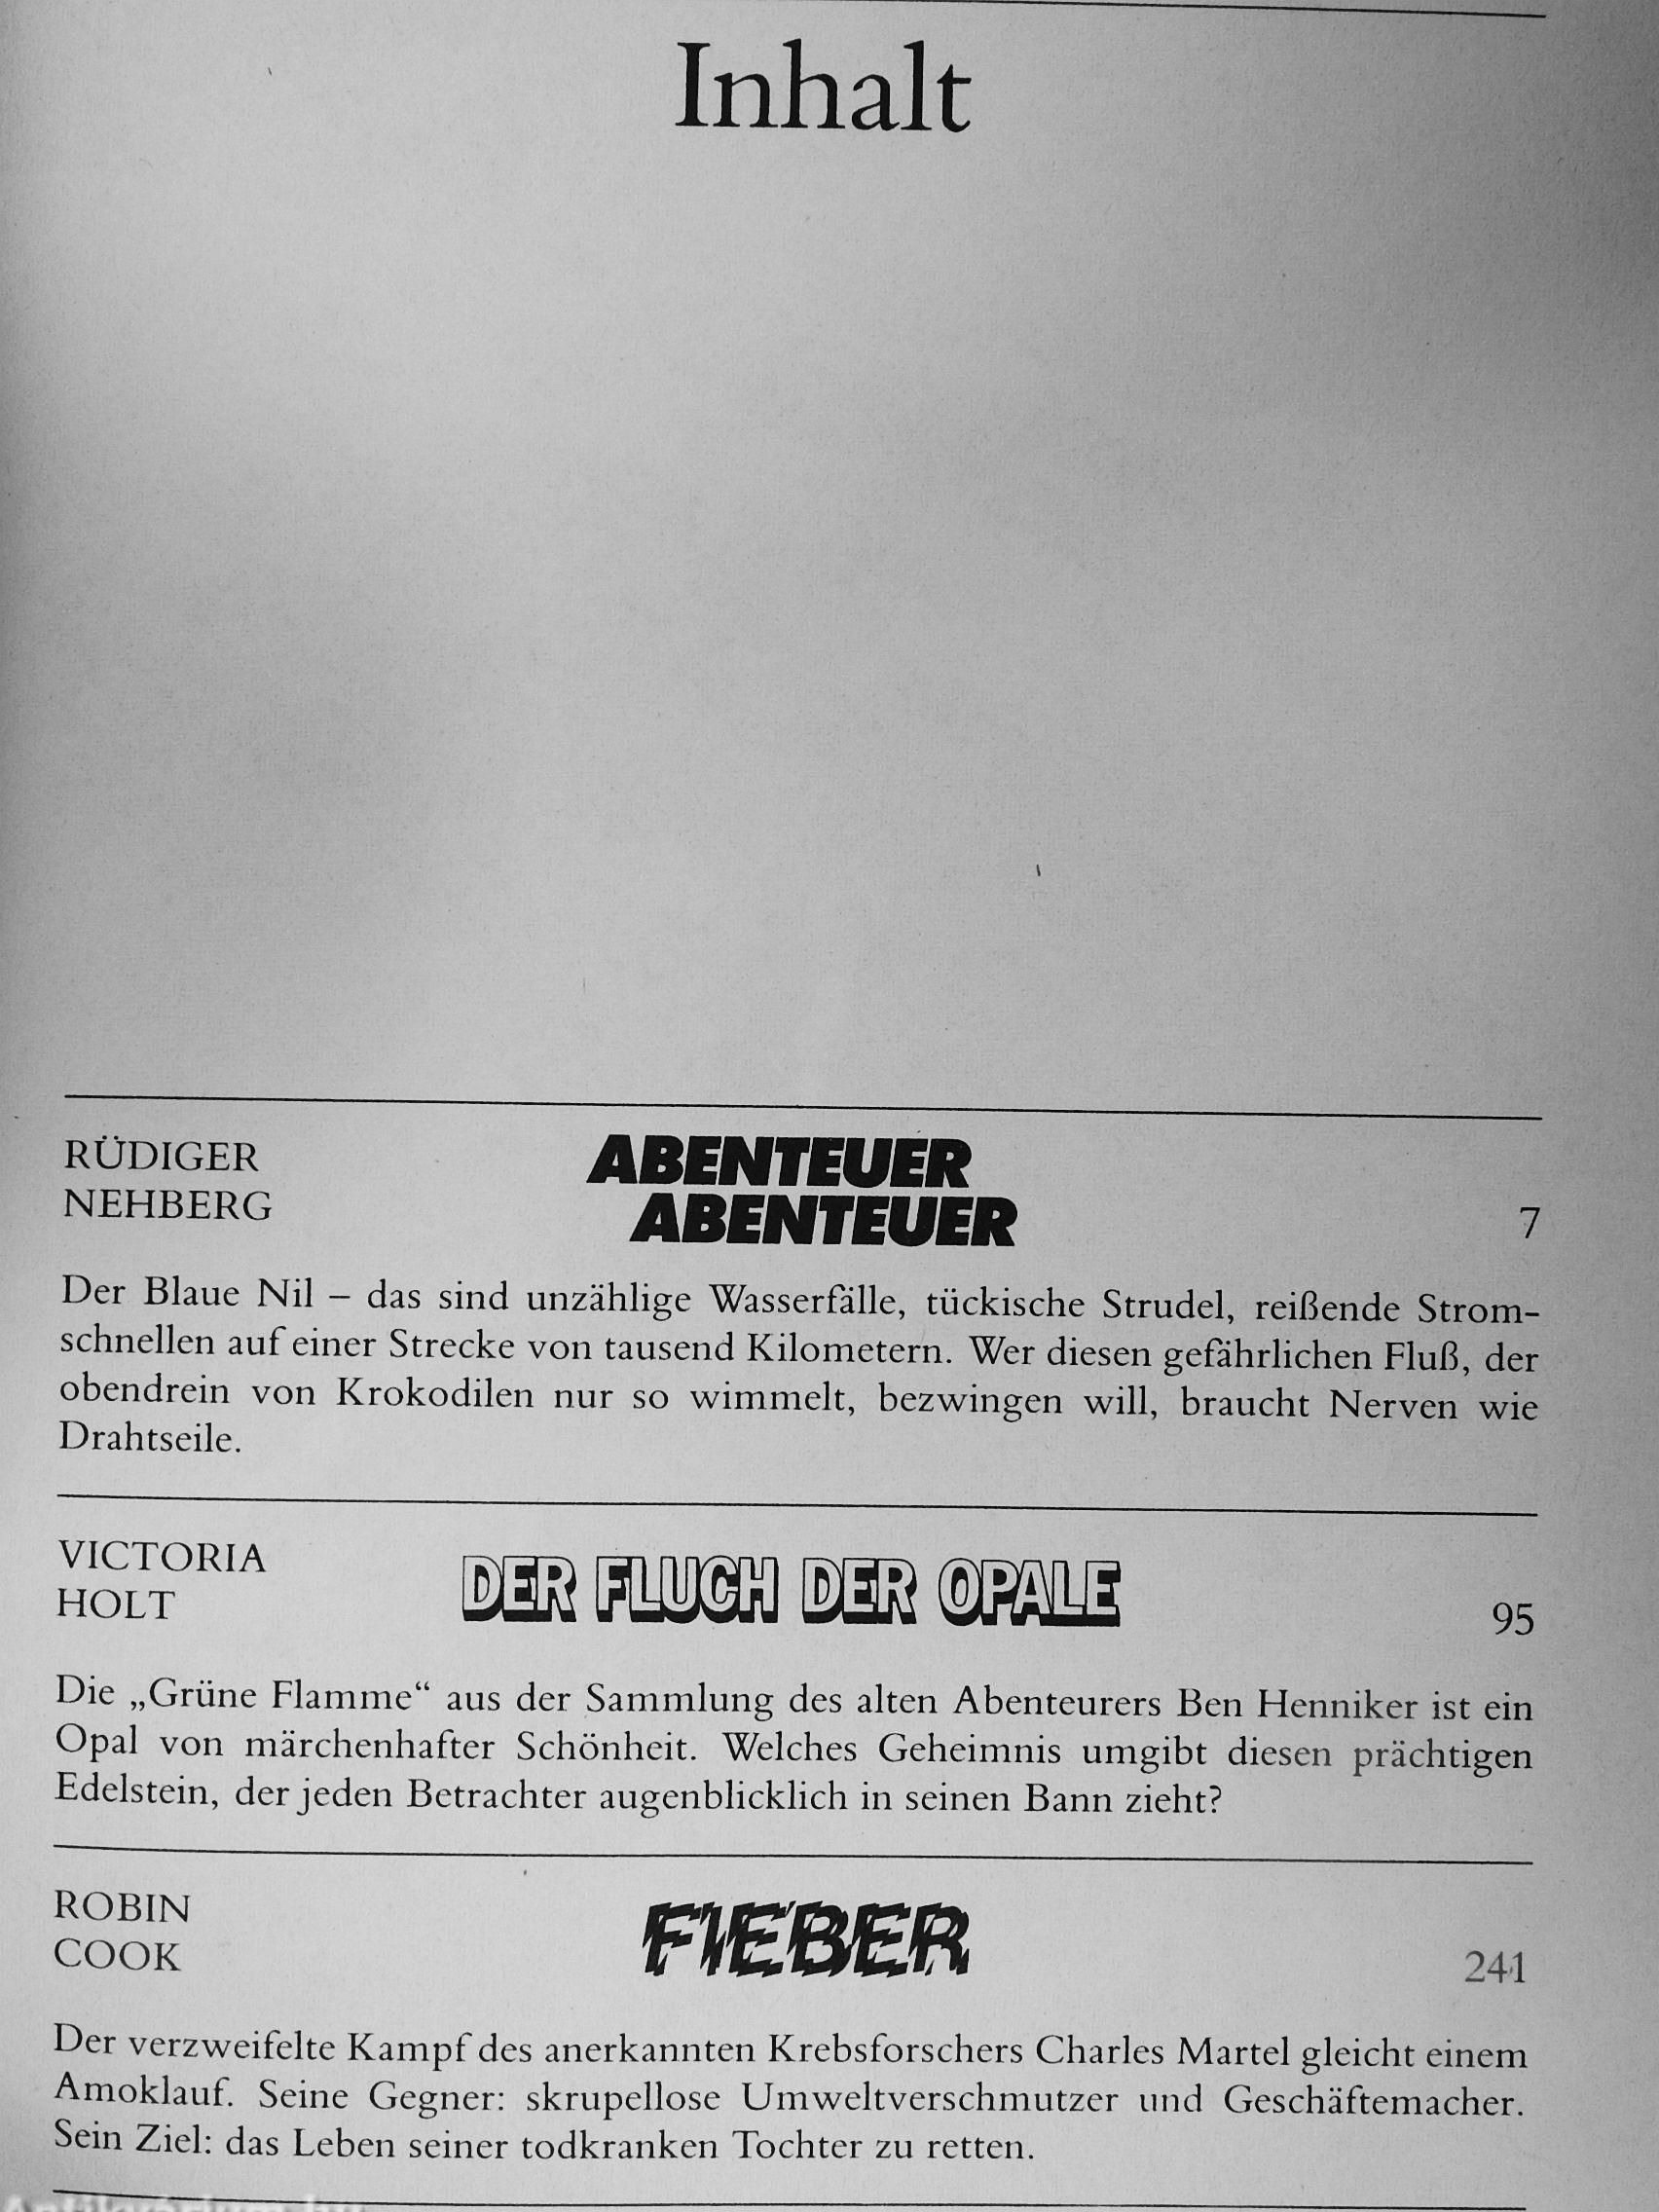 Inhalt
RÜDIGER
NEHBERG
ABENTEUER
ABENTEUER
7
Der Blaue Nil – das sind unzählige Wasserfälle, tückische Strudel, reißende Strom-
schnellen auf einer Strecke von tausend Kilometern. Wer diesen gefährlichen Fluß, der
obendrein von Krokodilen nur so wimmelt, bezwingen will, braucht Nerven wie
Drahtseile.
VICTORIA
HOLT
DER FLUCH DER OPALE
95
Die „Grüne Flamme“ aus der Sammlung des alten Abenteurers Ben Henniker ist ein
Opal von märchenhafter Schönheit. Welches Geheimnis umgibt diesen prächtigen
Edelstein, der jeden Betrachter augenblicklich in seinen Bann zieht?
ROBIN
COOK
FIEBER
241
Der verzweifelte Kampf des anerkannten Krebsforschers Charles Martel gleicht einem
Amoklauf. Seine Gegner: skrupellose Umweltverschmutzer und Geschäftemacher.
Sein Ziel: das Leben seiner todkranken Tochter zu retten.